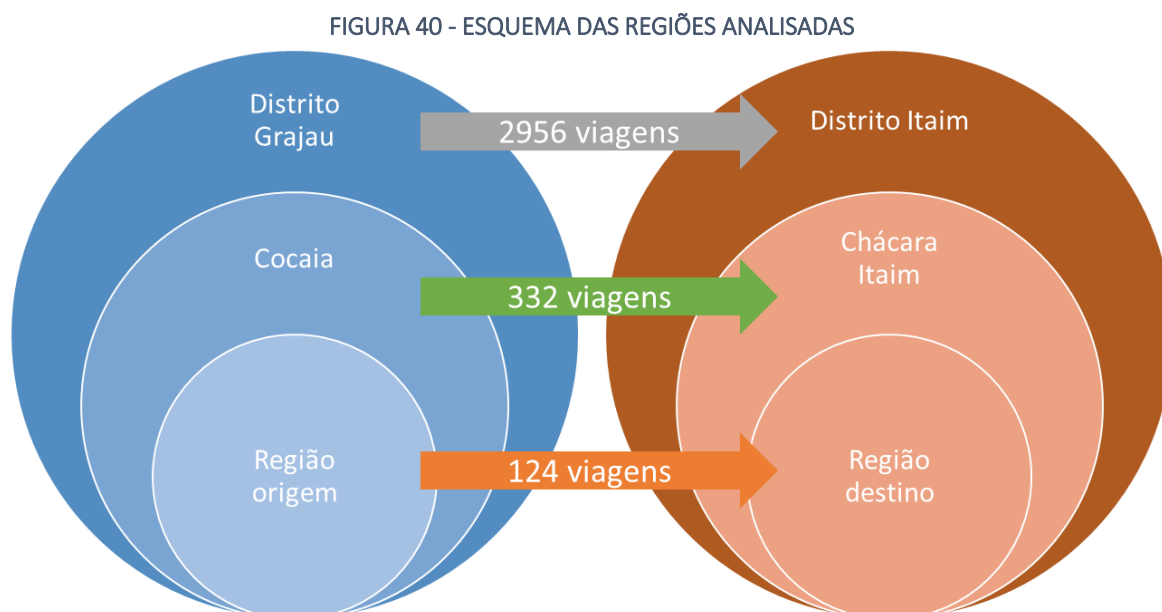 FIGURA 40 - ESQUEMA DAS REGIÕES ANALISADAS
Distrito
Grajau
2956 viagens
Distrito Itaim
Cocaia
332 viagens
Chácara
Itaim
Região
origem
124 viagens
Região
destino